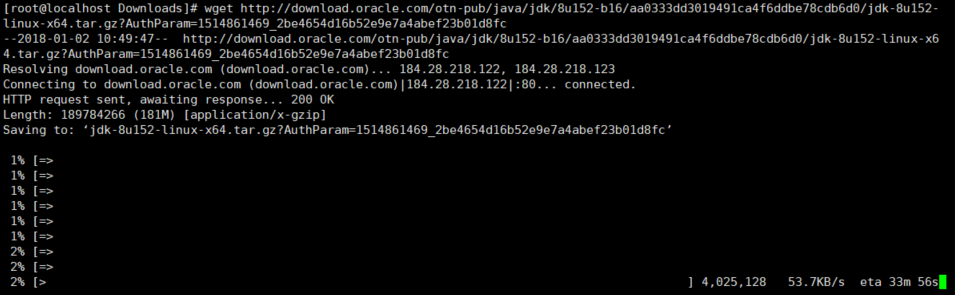 [root@localhost Downloads]# wget http://download.oracle.com/otn-pub/java/jdk/8u152-b16/aa0333dd3019491ca4f6ddbe78cdb6d0/jdk-8u152-
linux-x64.tar.gz?AuthParam=1514861469_2be4654d16b52e9e7a4abef23b01d8fc
--2018-01-02 10:49:47--  http://download.oracle.com/otn-pub/java/jdk/8u152-b16/aa0333dd3019491ca4f6ddbe78cdb6d0/jdk-8u152-linux-x6
4.tar.gz?AuthParam=1514861469_2be4654d16b52e9e7a4abef23b01d8fc
Resolving download.oracle.com (download.oracle.com)... 184.28.218.122, 184.28.218.123
Connecting to download.oracle.com (download.oracle.com)|184.28.218.122|:80... connected.
HTTP request sent, awaiting response... 200 OK
Length: 189784266 (181M) [application/x-gzip]
Saving to: ‘jdk-8u152-linux-x64.tar.gz?AuthParam=1514861469_2be4654d16b52e9e7a4abef23b01d8fc’
1% [=>
1% [=>
1% [=>
1% [=>
1% [=>
1% [=>
2% [=>
2% [=>
2% [> ] 4,025,128 53.7KB/s eta 33m 56s